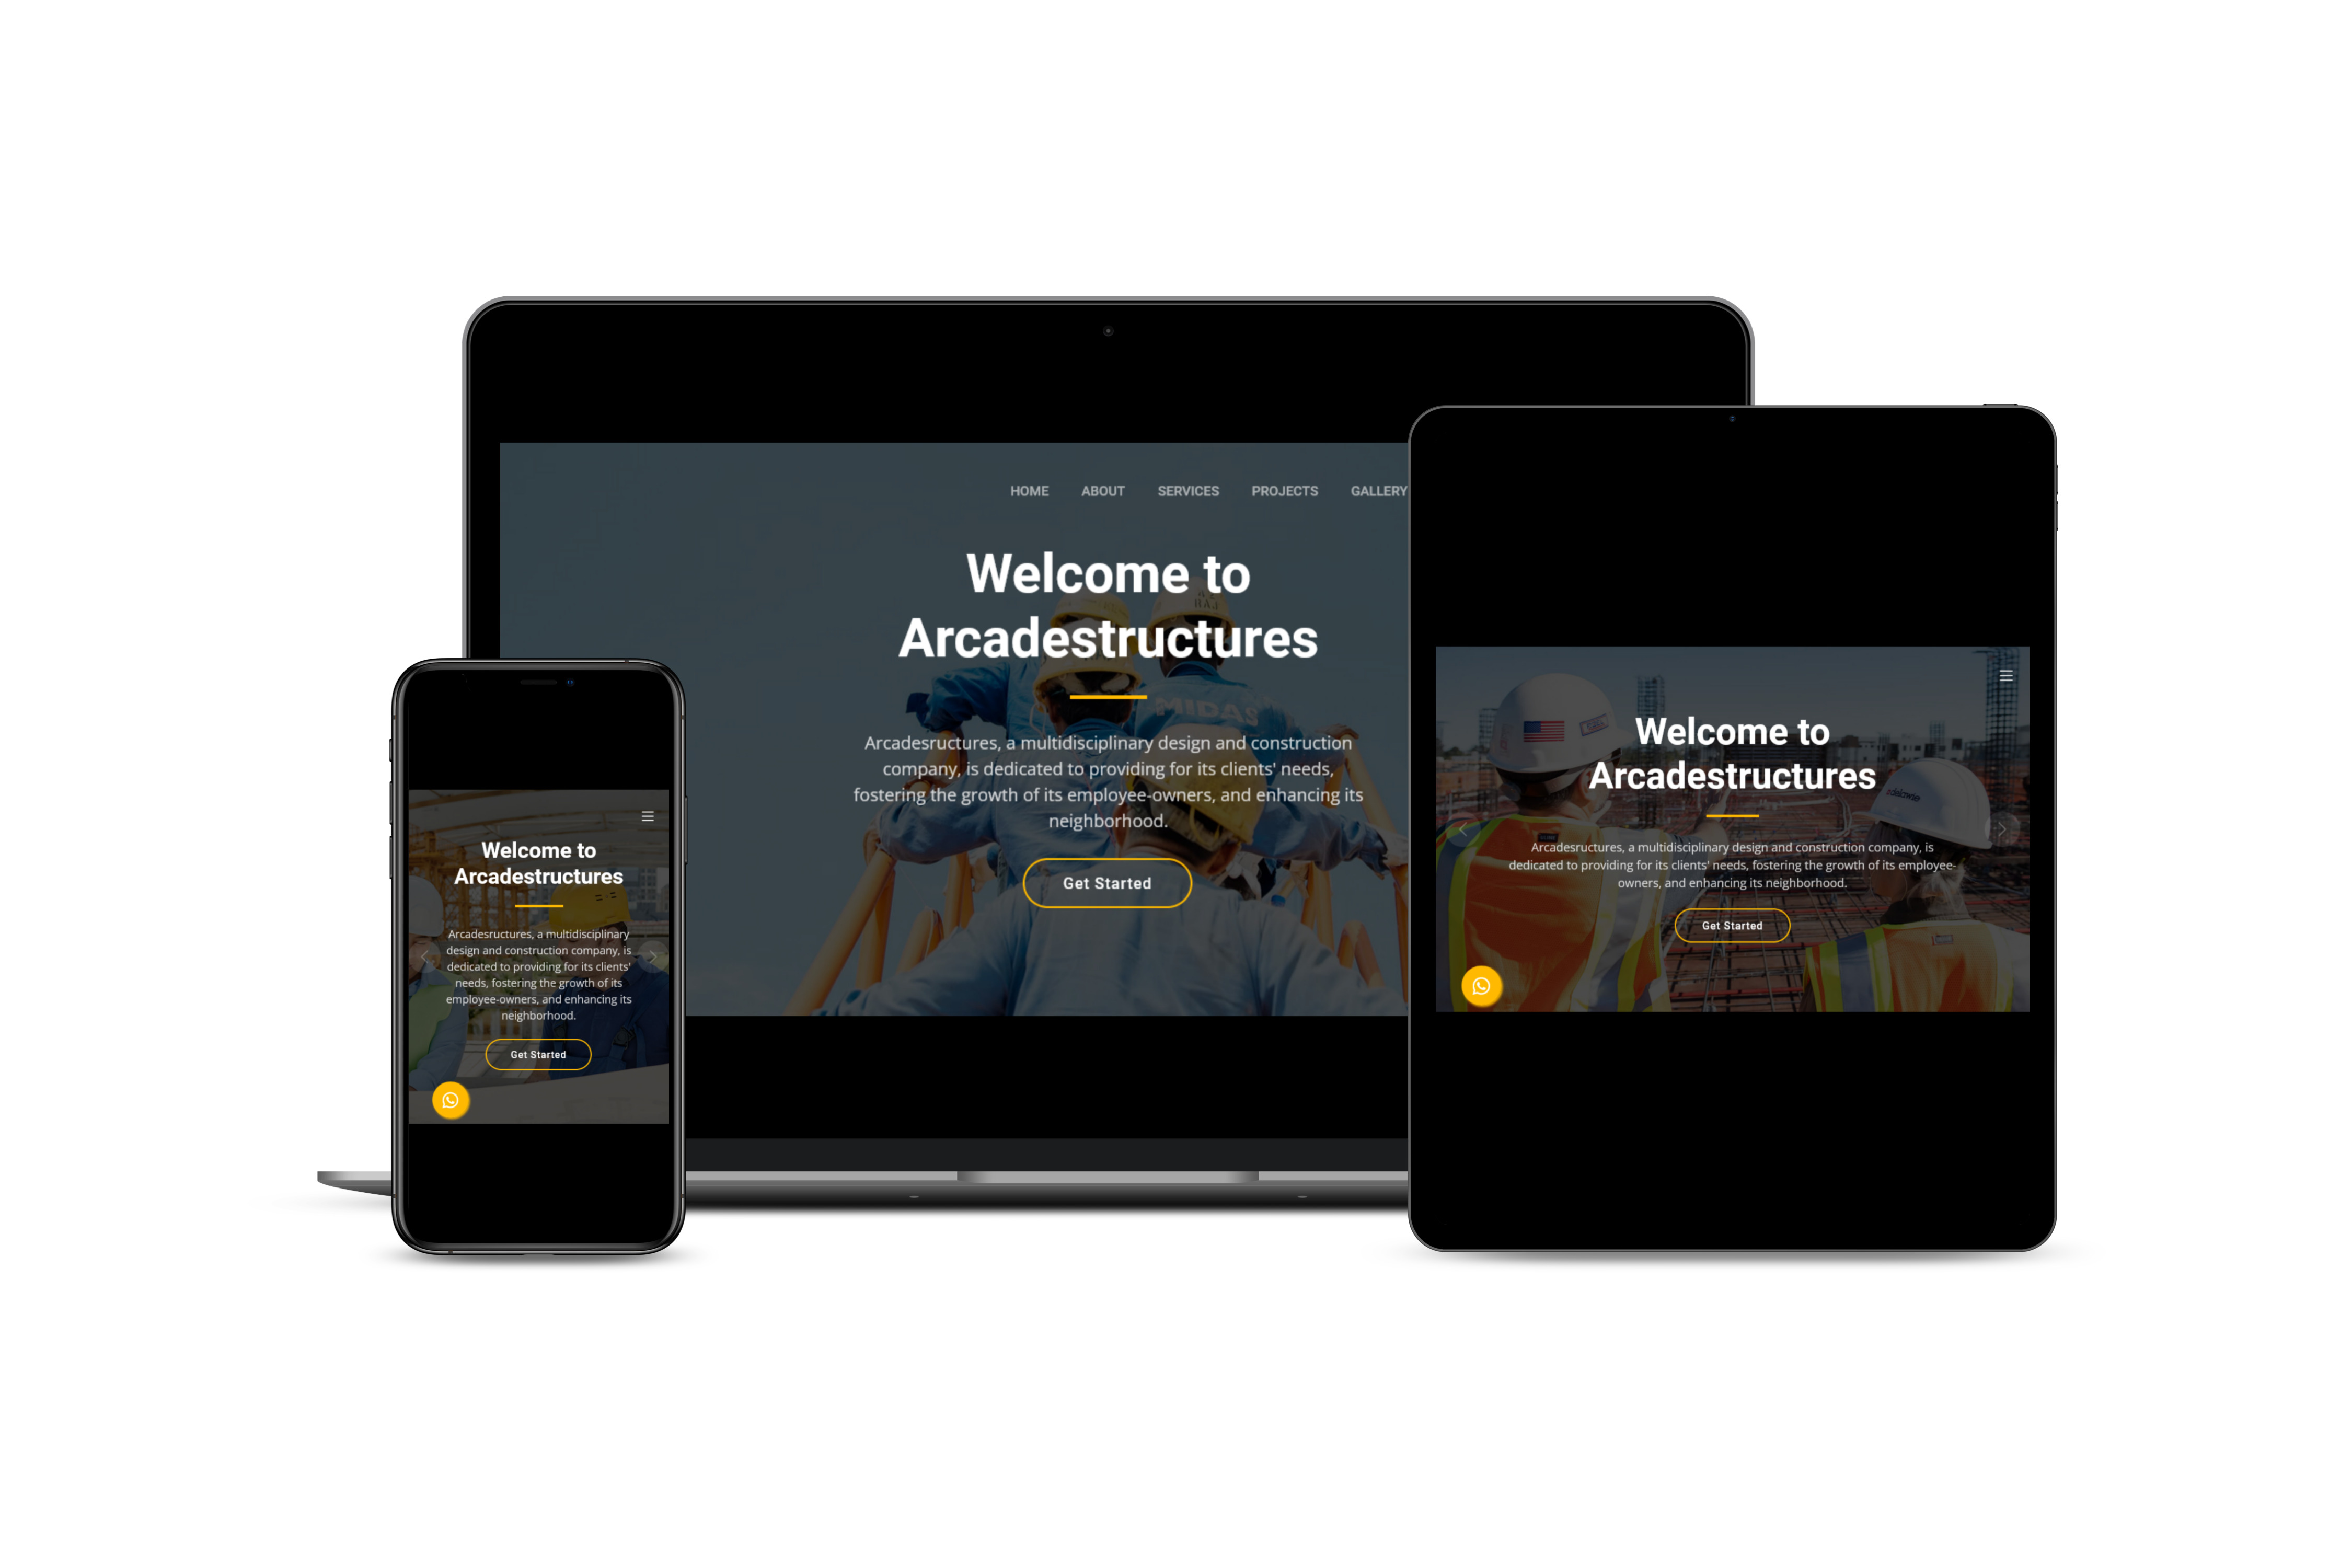 HOME ABOUT SERVICES PROJECTS GALLERY
Welcome to
Arcadestructures
MIDAS
Arcadesructures, a multidisciplinary design and construction
company, is dedicated to providing for its clients' needs,
fostering the growth of its employee-owners, and enhancing its
neighborhood.
Get Started
Welcome to
Arcadestructures
Arcadesructures, a multidisciplinary
design and construction company, is
dedicated to providing for its clients'
needs, fostering the growth of its
employee-owners, and enhancing its
neighborhood.
Get Started
Welcome to
Arcadestructures
Arcadesructures, a multidisciplinary design and construction company, is
dedicated to providing for its clients' needs, fostering the growth of its employee-
owners, and enhancing its neighborhood.
Get Started